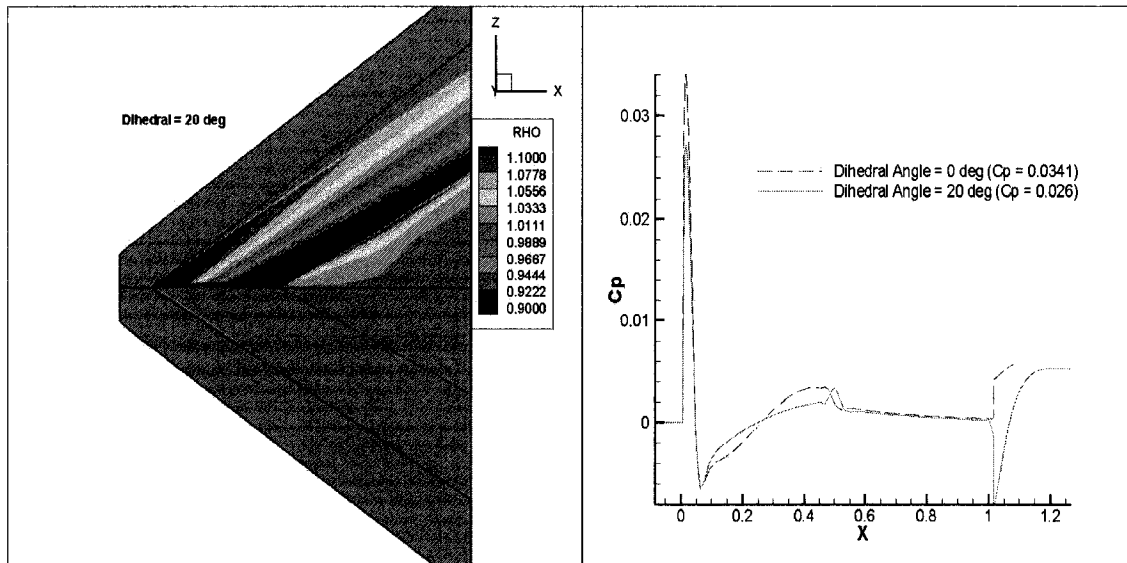 Dihedral = 20 deg
Z
Y
X
RHO
1.1000
1.0778
1.0556
1.0333
1.0111
0.9889
0.9667
0.9444
0.9222
0.9000
Dihedral Angle = 0 deg (Cp = 0.0341)
Dihedral Angle = 20 deg (Cp = 0.026)
Cp
0.03
0.02
0.01
0
0
0.2
0.4
0.6
0.8
1
1.2
X